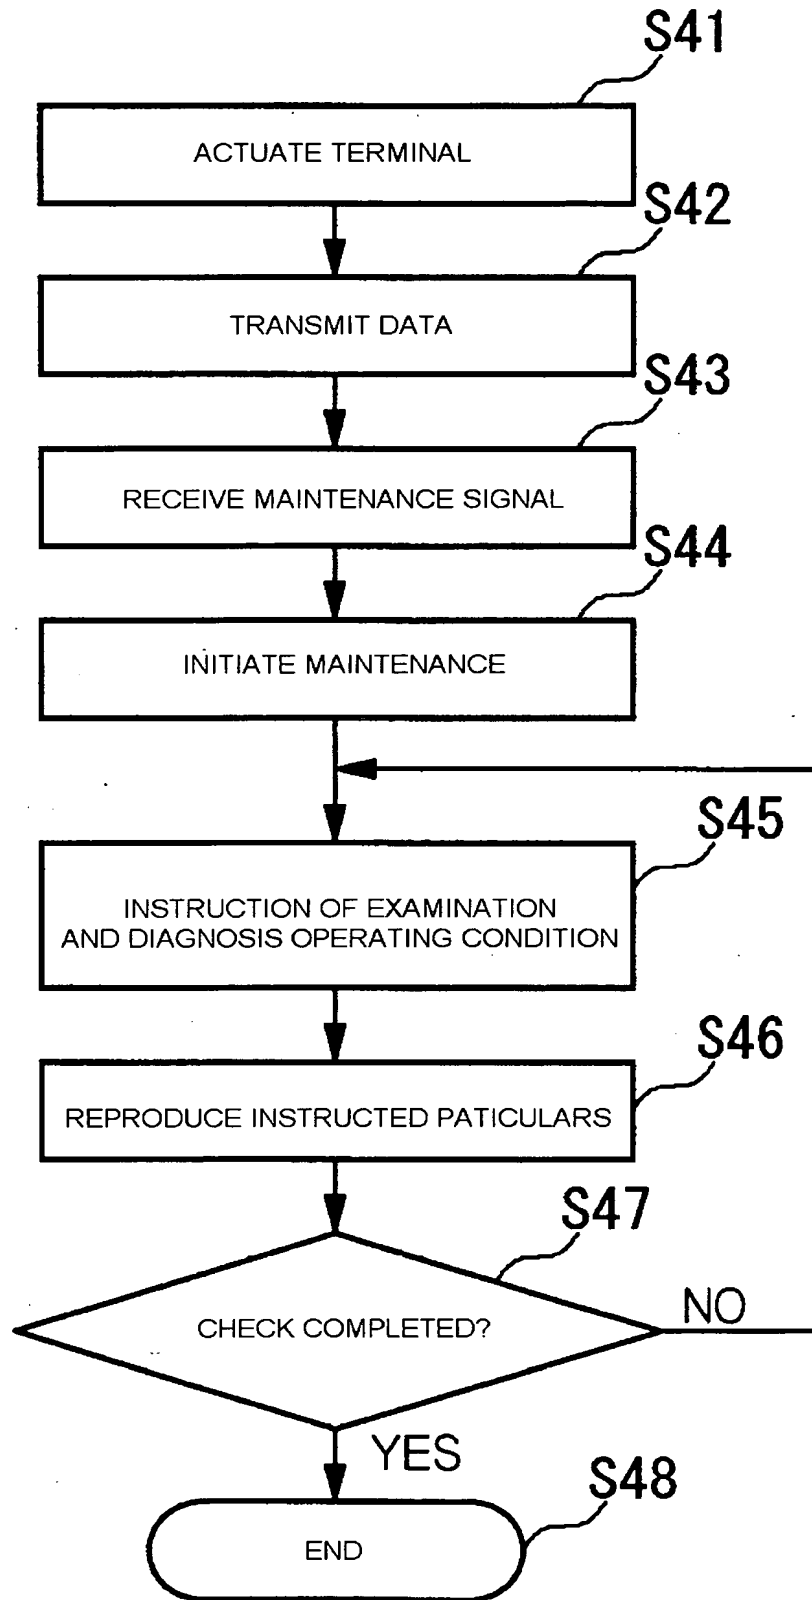 S41
ACTUATE TERMINAL
S42
TRANSMIT DATA
S43
RECEIVE MAINTENANCE SIGNAL
S44
INITIATE MAINTENANCE
S45
INSTRUCTION OF EXAMINATION
AND DIAGNOSIS OPERATING CONDITION
S46
REPRODUCE INSTRUCTED PATICULARS
S47
CHECK COMPLETED?
NO
YES
S48
END